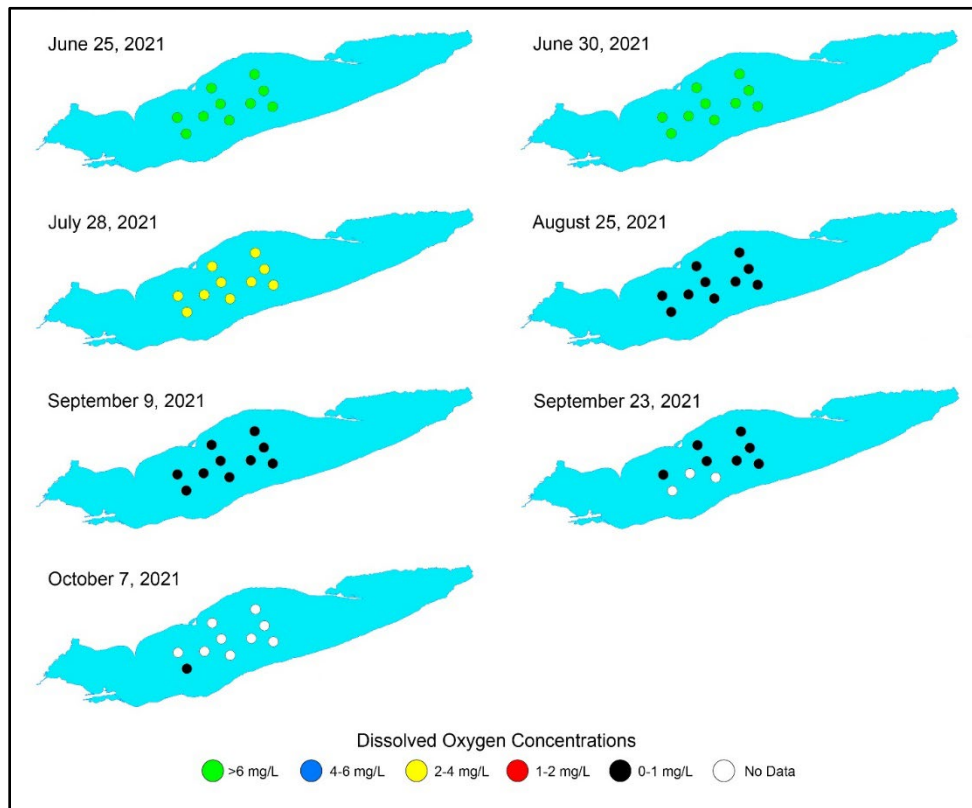 June 25, 2021
June 30, 2021
July 28, 2021
August 25, 2021
September 9, 2021
September 23, 2021
October 7, 2021
Dissolved Oxygen Concentrations
>6 mg/L 4-6 mg/L 2-4 mg/L 1-2 mg/L 0-1 mg/L No Data